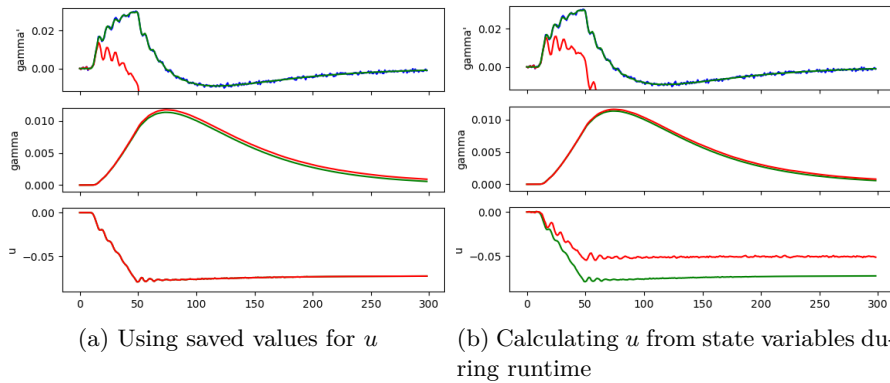 0.02
0.00
gamma'
0.010
0.005
0.000
gamma
0.00
−0.05
u
0 50 100 150 200 250 300
(a) Using saved values for u
0.02
0.00
gamma'
0.010
0.005
0.000
gamma
0.00
−0.05
u
0 50 100 150 200 250 300
(b) Calculating u from state variables du-
ring runtime